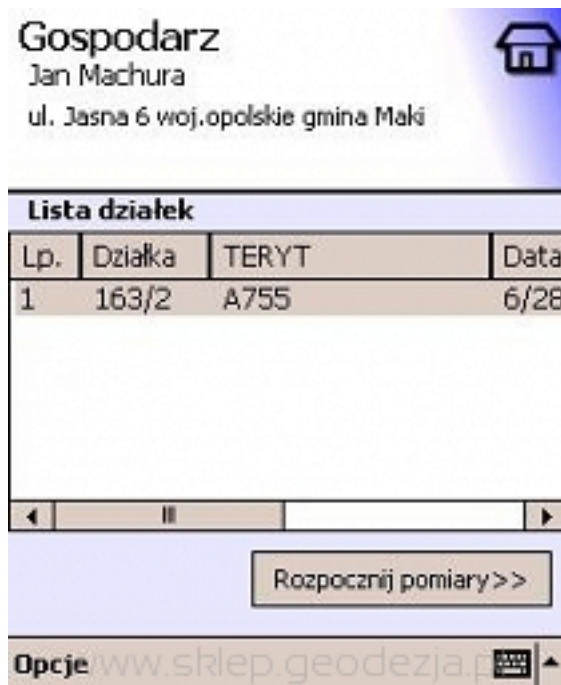 Gospodarz
Jan Machura
ul. Jasna 6 woj.opolskie gmina Maki
Lista działek
Lp. Działka TERYT Data
1 163/2 A755 6/28
Rozpocznij pomiary>>
Opcje
www.sklep.geodezja.p